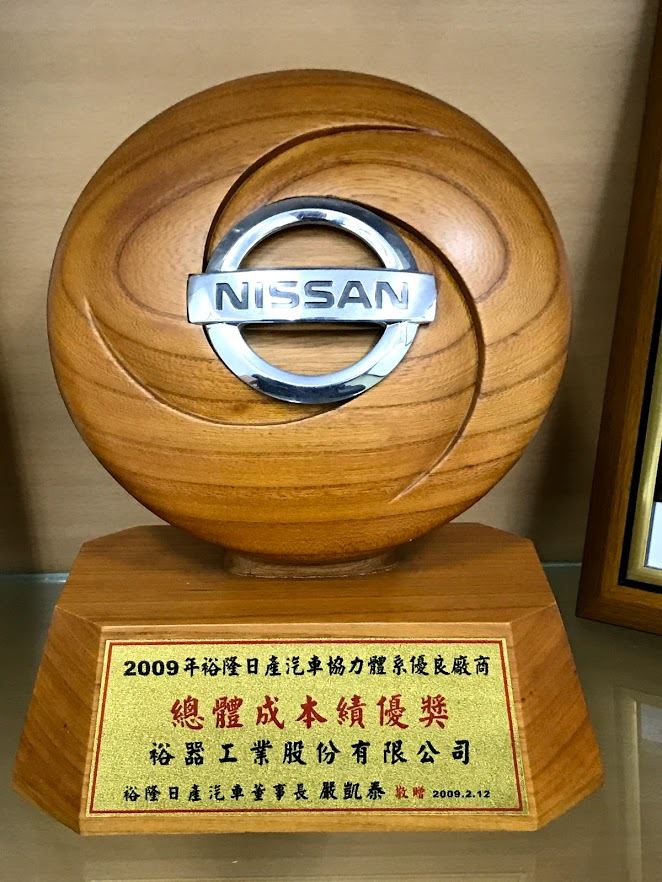 NISSAN
2009年裕隆日產汽車協力體系優良廠商
總體成本績優獎
裕器工業股份有限公司
裕隆日產汽車董事長 嚴凱泰 敬贈 2009.2.12